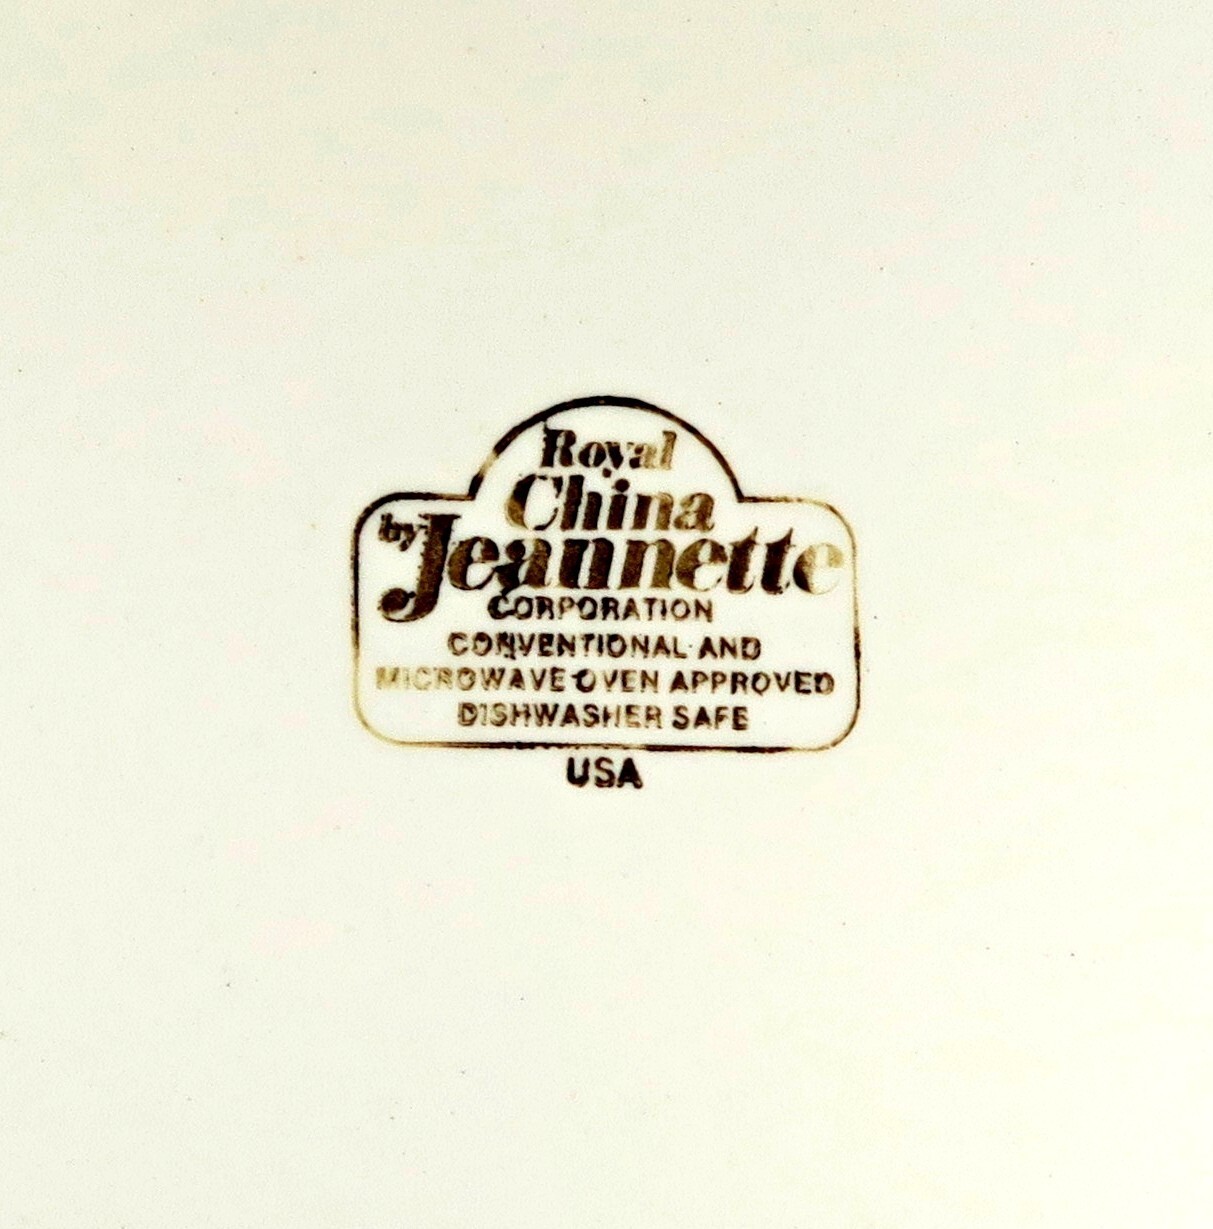 Royal
China
by Jeannette
CORPORATION
CONVENTIONAL AND
MICROWAVE OVEN APPROVED
DISHWASHER SAFE
USA